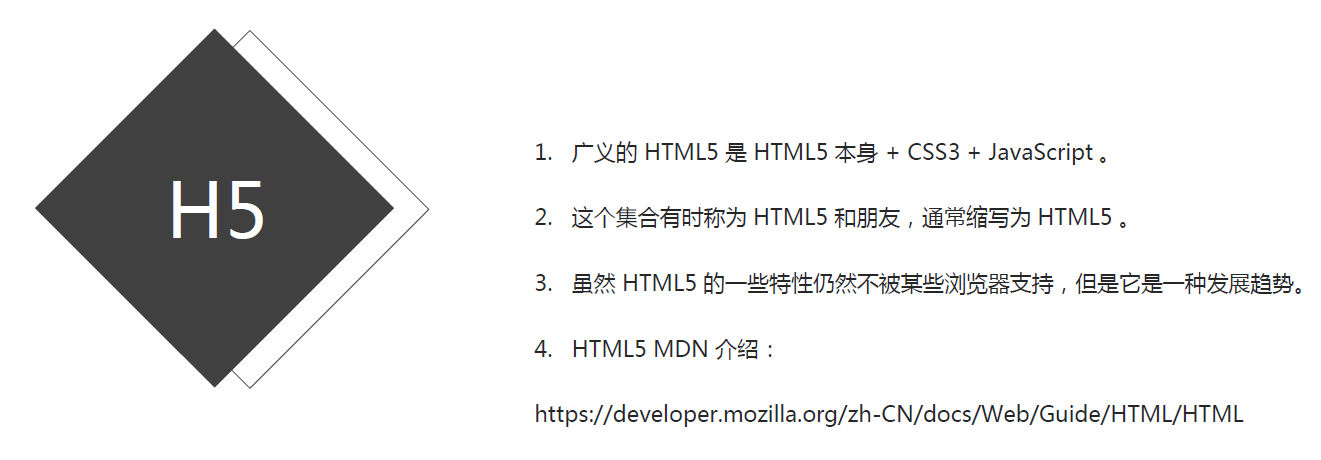 H5
1. 广义的 HTML5 是 HTML5 本身 + CSS3 + JavaScript 。
2. 这个集合有时称为 HTML5 和朋友，通常缩写为 HTML5 。
3. 虽然 HTML5 的一些特性仍然不被某些浏览器支持，但是它是一种发展趋势。
4. HTML5 MDN 介绍：
https://developer.mozilla.org/zh-CN/docs/Web/Guide/HTML/HTML